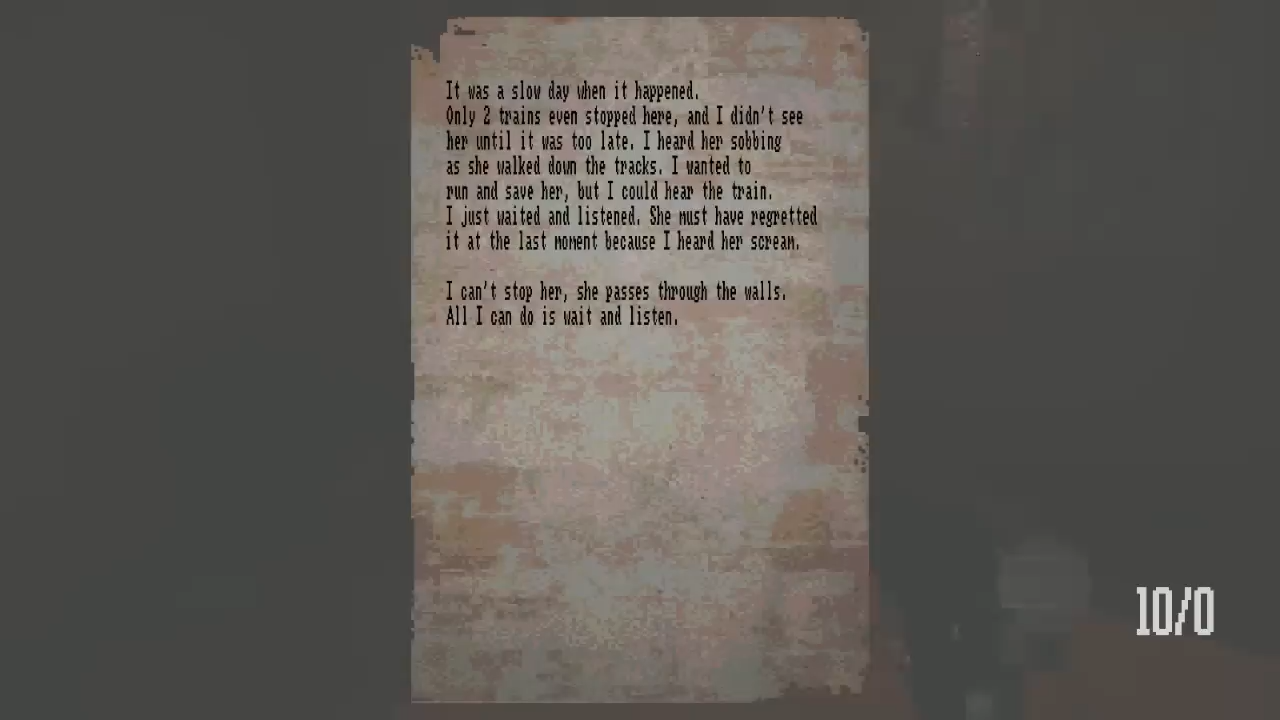 It was a slow day when it happened.
Only 2 trains even stopped here, and I didn't see
her until it was too late. I heard her sobbing
as she walked down the tracks. I wanted to
run and save her, but I could hear the train.
I just waited and listened. She must have regretted
it at the last moment because I heard her scream.
I can't stop her, she passes through the walls.
All I can do is wait and listen.
10/0